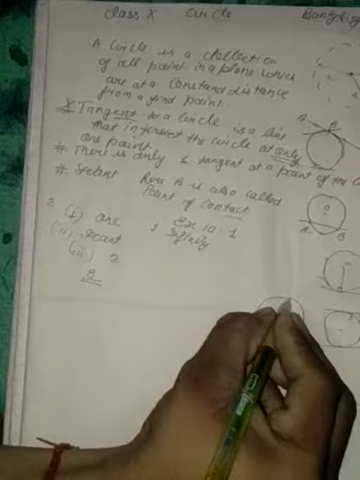 Class X Circle
A Circle is a collection
of all point in a plane which
are at a constand distance
from a find point.
Tangent to a circle is a line
that intersect the circle at only
one point
# There is only 1 tangent at a point of the
# Secant Here A is also called
Point of contact
Ex 10.1
1 Infinity
2 (i) one
(ii) Secant
(iii) 2
A
A B